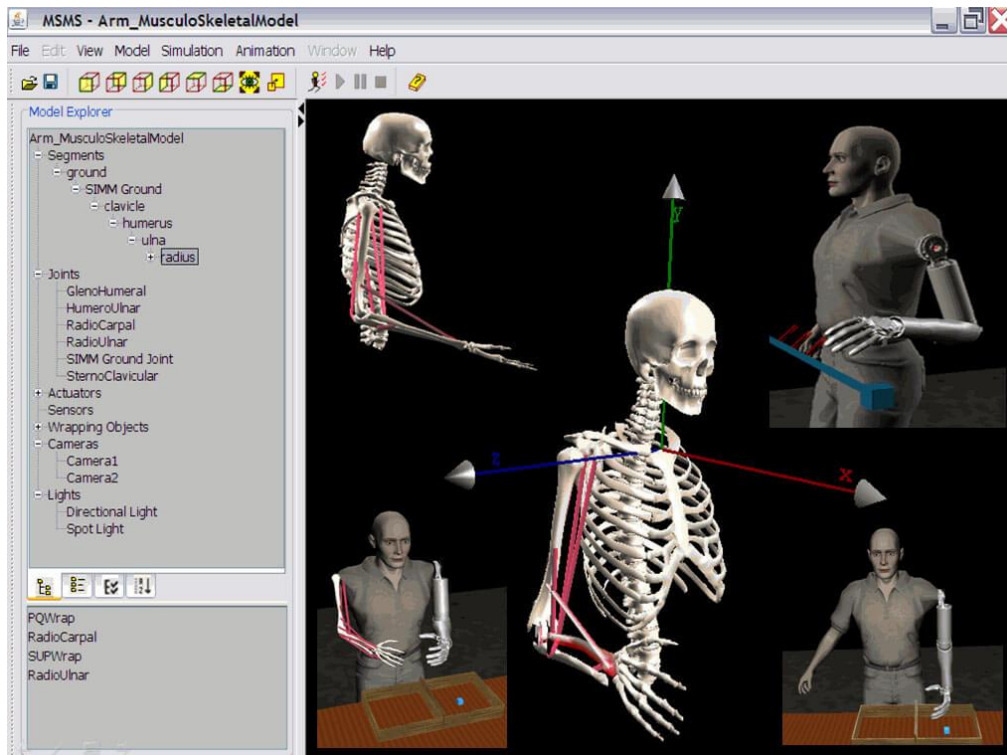 MSMS - Arm_MusculoSkeletalModel
File Edit View Model Simulation Animation Window Help
Model Explorer
Arm_MusculoSkeletalModel
Segments
ground
SIMM Ground
clavicle
humerus
ulna
radius
Joints
GlenoHumeral
HumeroUlnar
RadioCarpal
RadioUlnar
SIMM Ground Joint
SternoClavicular
Actuators
Sensors
Wrapping Objects
Cameras
Camera1
Camera2
Lights
Directional Light
Spot Light
PQWrap
RadioCarpal
SUPWrap
RadioUlnar
Y
Z
X